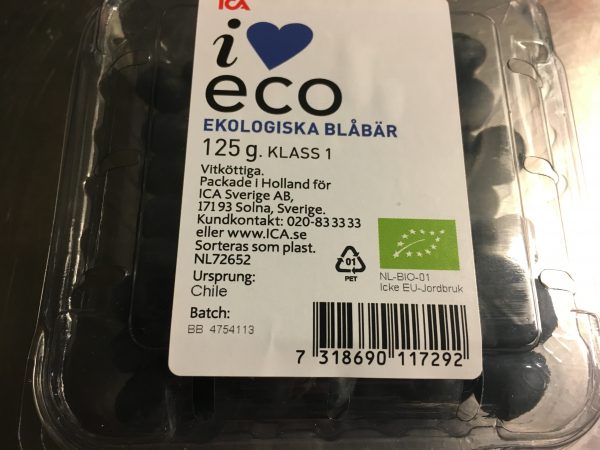 ICA
i
eco
EKOLOGISKA BLÅBÄR
125 g. KLASS 1
Vitköttiga.
Packade i Holland för
ICA Sverige AB,
171 93 Solna, Sverige.
Kundkontakt: 020-83 33 33
eller www.ICA.se
Sorteras som plast.
NL72652
Ursprung:
Chile
Batch:
BB 4754113
01
PET
NL-BIO-01
Icke EU-Jordbruk
7 318690 117292